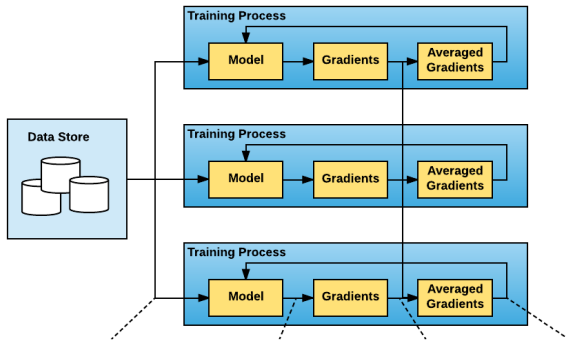 Training Process
Model
Gradients
Averaged
Gradients
Data Store
Training Process
Model
Gradients
Averaged
Gradients
Training Process
Model
Gradients
Averaged
Gradients